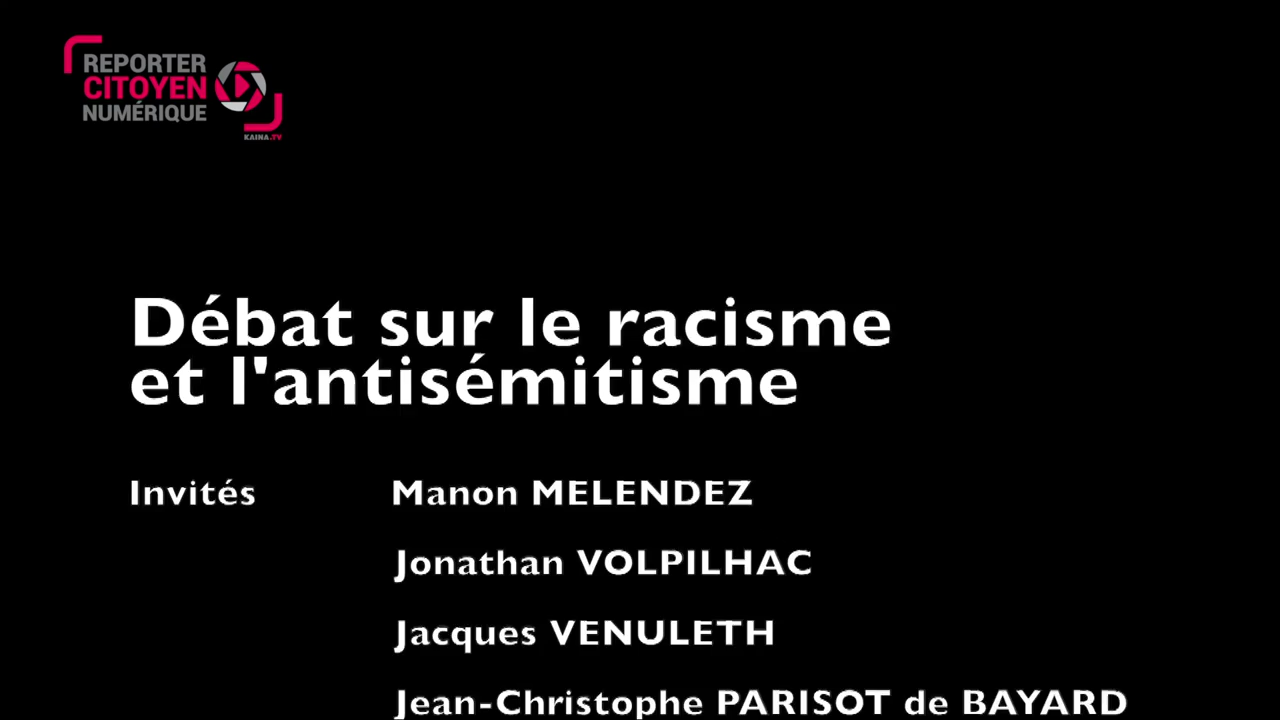 REPORTER
CITOYEN
NUMÉRIQUE
KAINA.TV
Débat sur le racisme
et l'antisémitisme
Invités Manon MELENDEZ
Jonathan VOLPILHAC
Jacques VENULETH
Jean-Christophe PARISOT de BAYARD